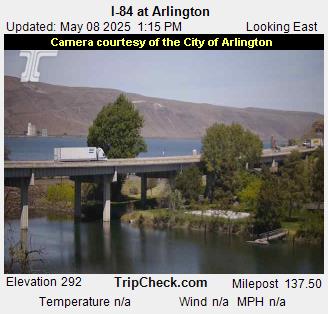 I-84 at Arlington
Updated: May 08 2025 1:15 PM Looking East
Camera courtesy of the City of Arlington
Elevation 292 TripCheck.com Milepost 137.50
Temperature n/a Wind n/a MPH n/a